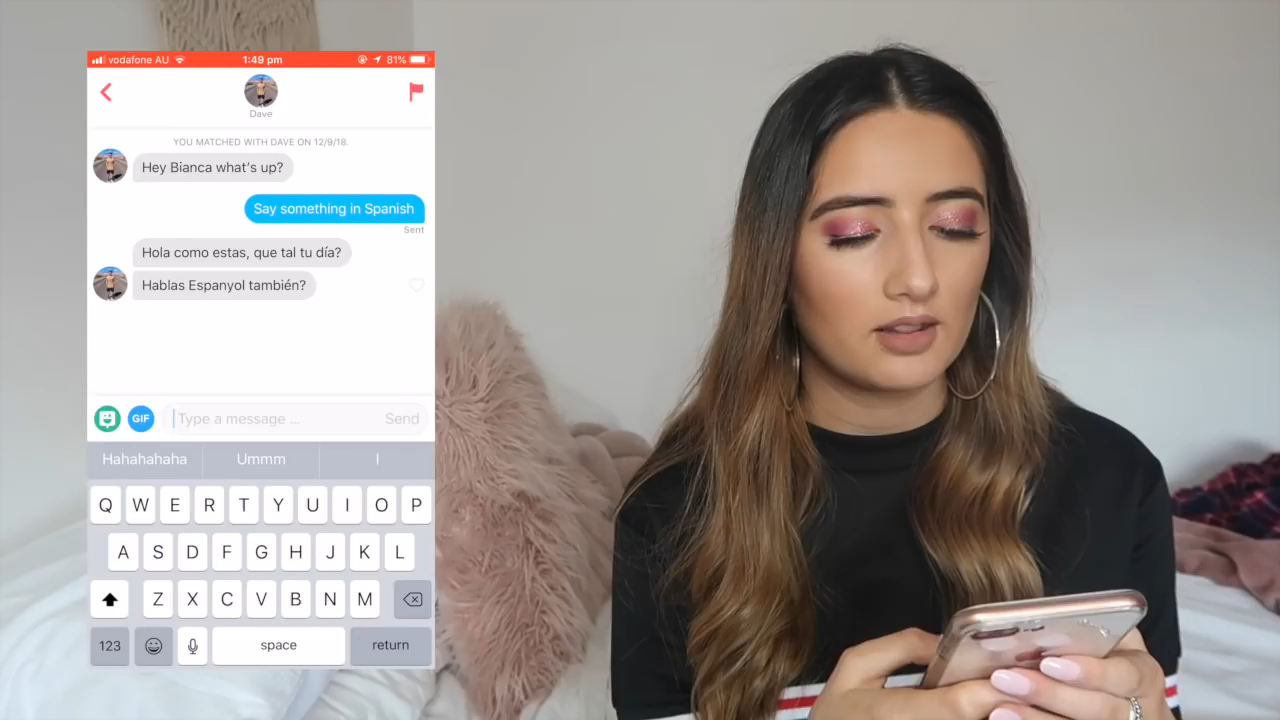 vodafone AU 1:49 pm 81%
Dave
YOU MATCHED WITH DAVE ON 12/9/18.
Hey Bianca what's up?
Say something in Spanish
Sent
Hola como estas, que tal tu día?
Hablas Espanyol también?
GIF Type a message ... Send
Hahahahaha Ummm I
Q W E R T Y U I O P
A S D F G H J K L
Z X C V B N M
123 space return